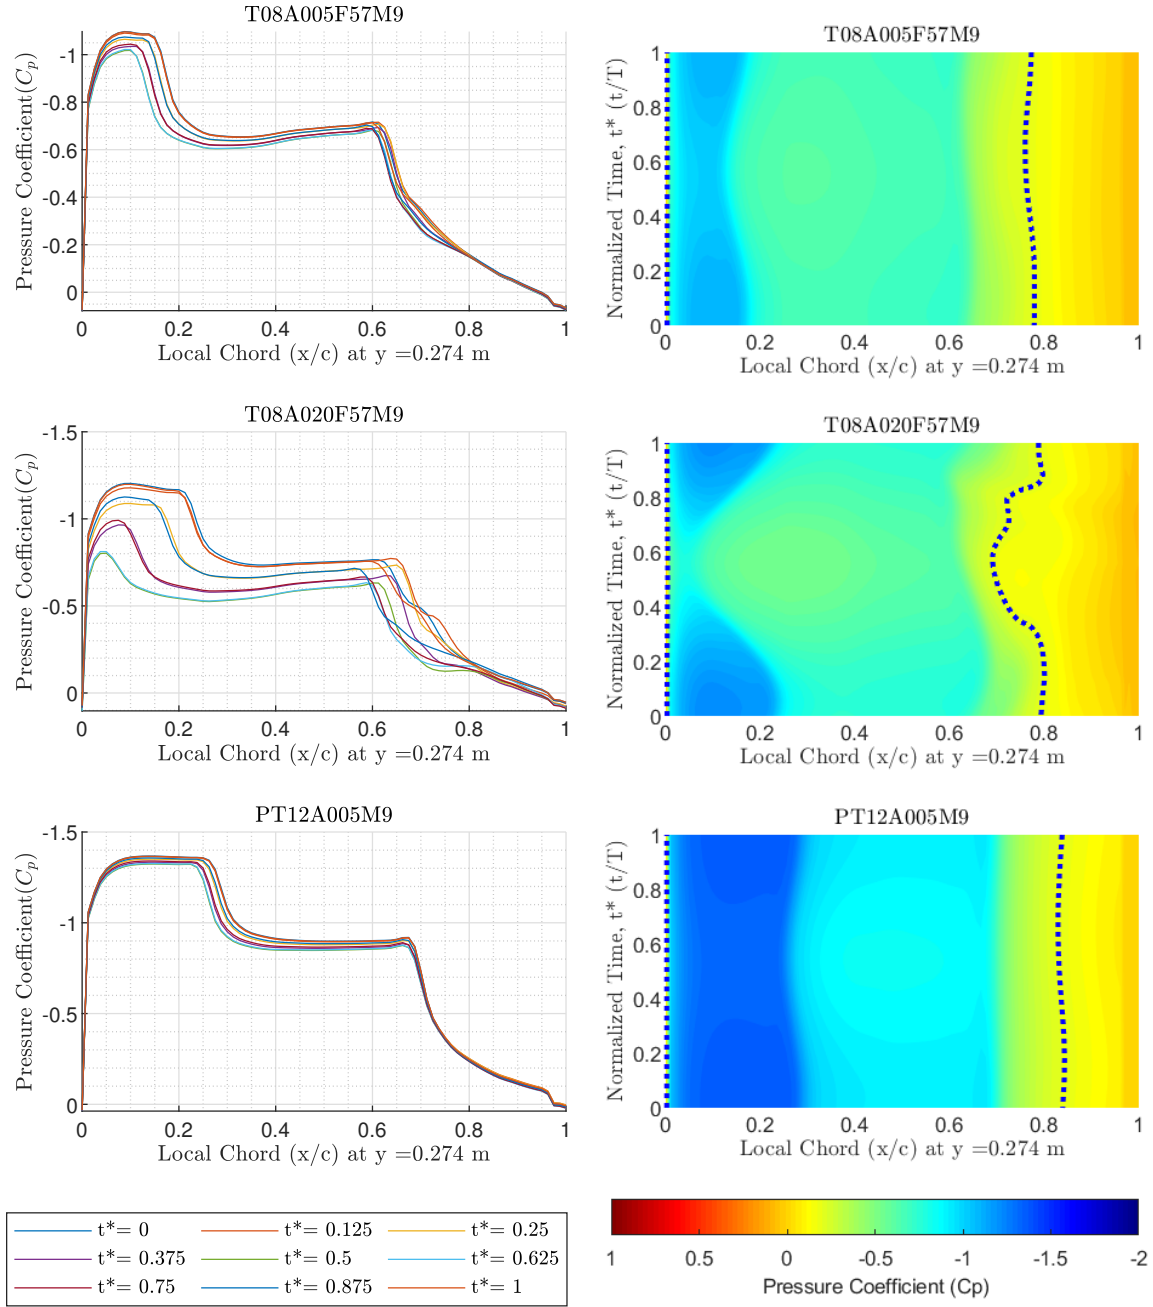 T08A005F57M9
Pressure Coefficient(Cp)
-1
-0.8
-0.6
-0.4
-0.2
0
0 0.2 0.4 0.6 0.8 1
Local Chord (x/c) at y =0.274 m
T08A005F57M9
Normalized Time, t* (t/T)
1
0.8
0.6
0.4
0.2
0
0 0.2 0.4 0.6 0.8 1
Local Chord (x/c) at y =0.274 m
T08A020F57M9
Pressure Coefficient(Cp)
-1.5
-1
-0.5
0
0 0.2 0.4 0.6 0.8 1
Local Chord (x/c) at y =0.274 m
T08A020F57M9
Normalized Time, t* (t/T)
1
0.8
0.6
0.4
0.2
0
0 0.2 0.4 0.6 0.8 1
Local Chord (x/c) at y =0.274 m
PT12A005M9
Pressure Coefficient(Cp)
-1.5
-1
-0.5
0
0 0.2 0.4 0.6 0.8 1
Local Chord (x/c) at y =0.274 m
PT12A005M9
Normalized Time, t* (t/T)
1
0.8
0.6
0.4
0.2
0
0 0.2 0.4 0.6 0.8 1
Local Chord (x/c) at y =0.274 m
t*= 0 t*= 0.125 t*= 0.25
t*= 0.375 t*= 0.5 t*= 0.625
t*= 0.75 t*= 0.875 t*= 1
1 0.5 0 -0.5 -1 -1.5 -2
Pressure Coefficient (Cp)